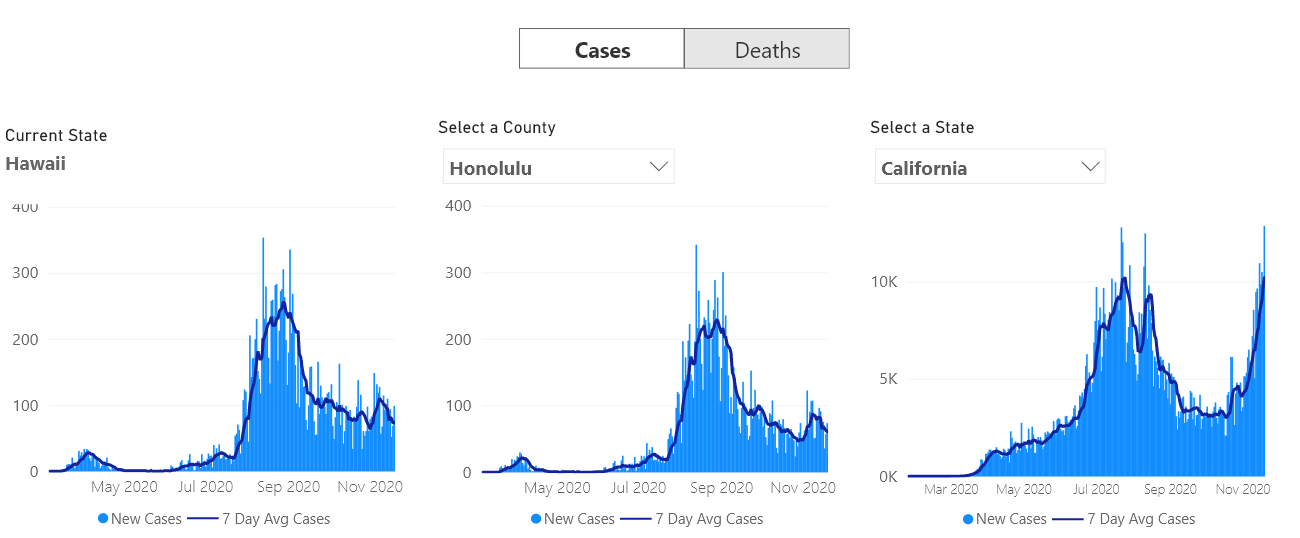 Cases Deaths
Current State
Hawaii
Select a County
Honolulu
Select a State
California
400
300
200
100
0
May 2020 Jul 2020 Sep 2020 Nov 2020
New Cases 7 Day Avg Cases
400
300
200
100
0
May 2020 Jul 2020 Sep 2020 Nov 2020
New Cases 7 Day Avg Cases
10K
5K
0K
Mar 2020 May 2020 Jul 2020 Sep 2020 Nov 2020
New Cases 7 Day Avg Cases